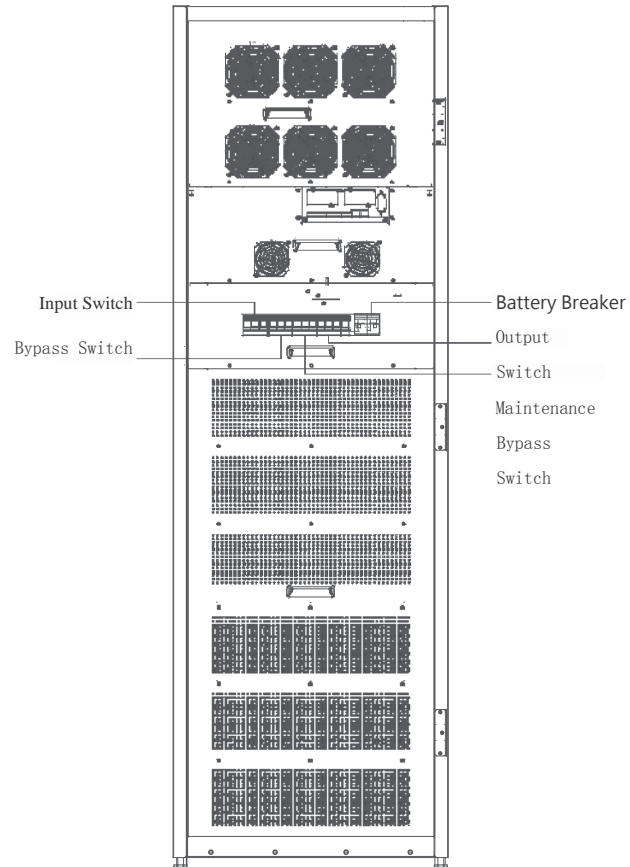 Input Switch
Bypass Switch
Battery Breaker
Output
Switch
Maintenance
Bypass
Switch